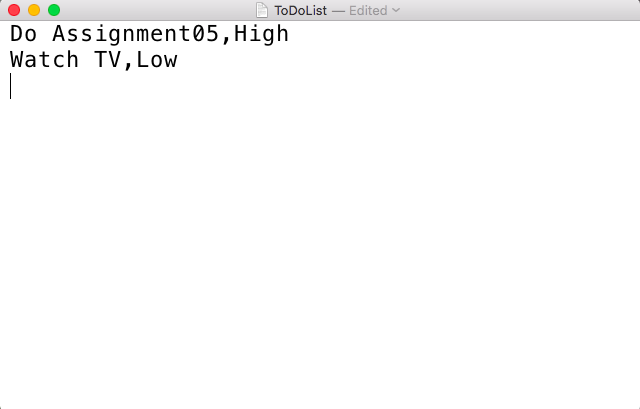 ToDoList — Edited
Do Assignment05,High
Watch TV,Low